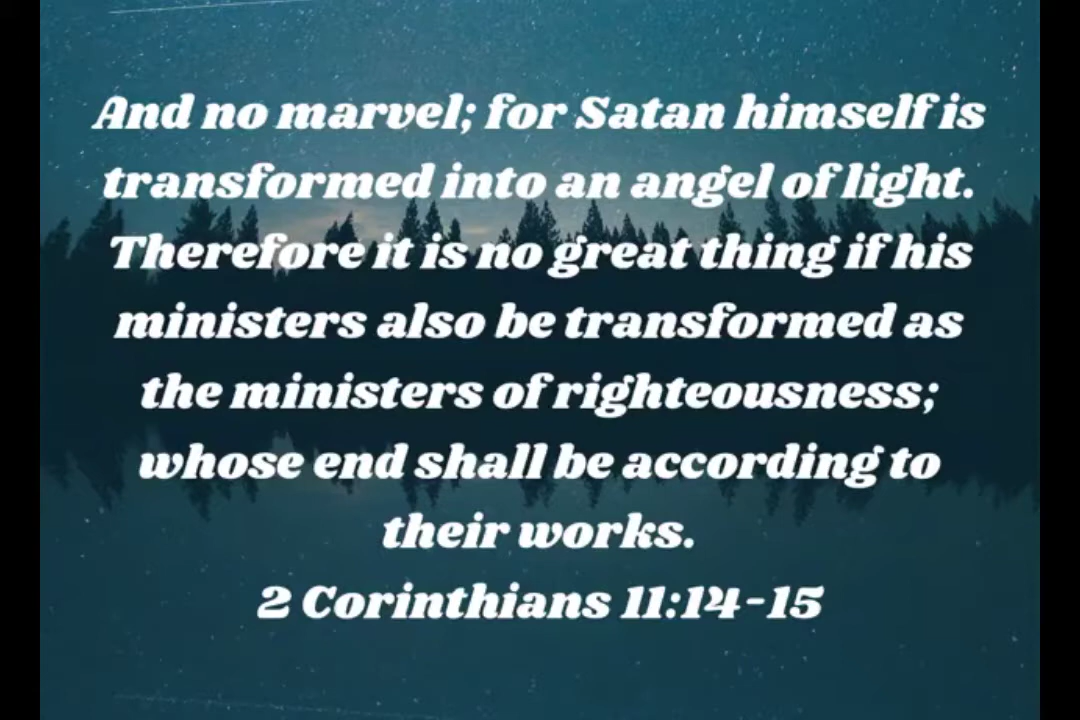 And no marvel; for Satan himself is
transformed into an angel of light.
Therefore it is no great thing if his
ministers also be transformed as
the ministers of righteousness;
whose end shall be according to
their works.
2 Corinthians 11:14-15